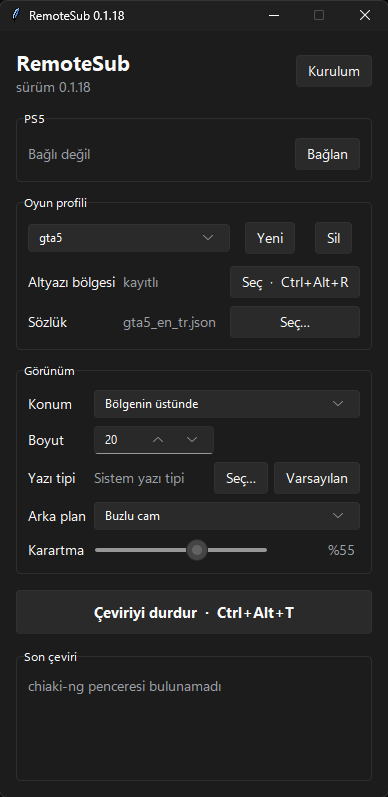 RemoteSub 0.1.18
RemoteSub
sürüm 0.1.18
Kurulum
PS5
Bağlı değil
Bağlan
Oyun profili
gta5
Yeni
Sil
Altyazı bölgesi kayıtlı
Seç · Ctrl+Alt+R
Sözlük gta5_en_tr.json
Seç...
Görünüm
Konum Bölgenin üstünde
Boyut 20
Yazı tipi Sistem yazı tipi
Seç...
Varsayılan
Arka plan Buzlu cam
Karartma %55
Çeviriyi durdur · Ctrl+Alt+T
Son çeviri
chiaki-ng penceresi bulunamadı